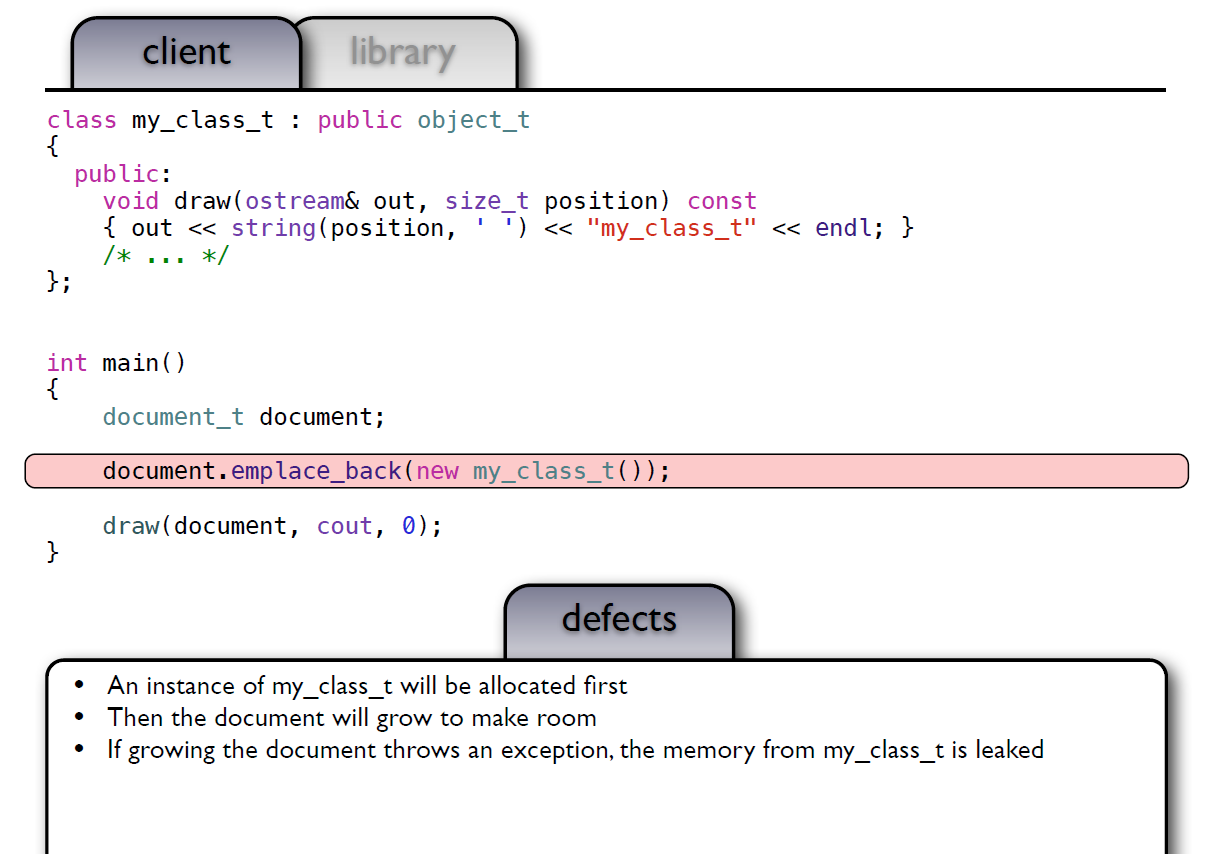 client
library
class my_class_t : public object_t
{
  public:
    void draw(ostream& out, size_t position) const
    { out << string(position, ' ') << "my_class_t" << endl; }
    /* ... */
};
int main()
{
    document_t document;
    document.emplace_back(new my_class_t());
    draw(document, cout, 0);
}
defects
• An instance of my_class_t will be allocated first
• Then the document will grow to make room
• If growing the document throws an exception, the memory from my_class_t is leaked